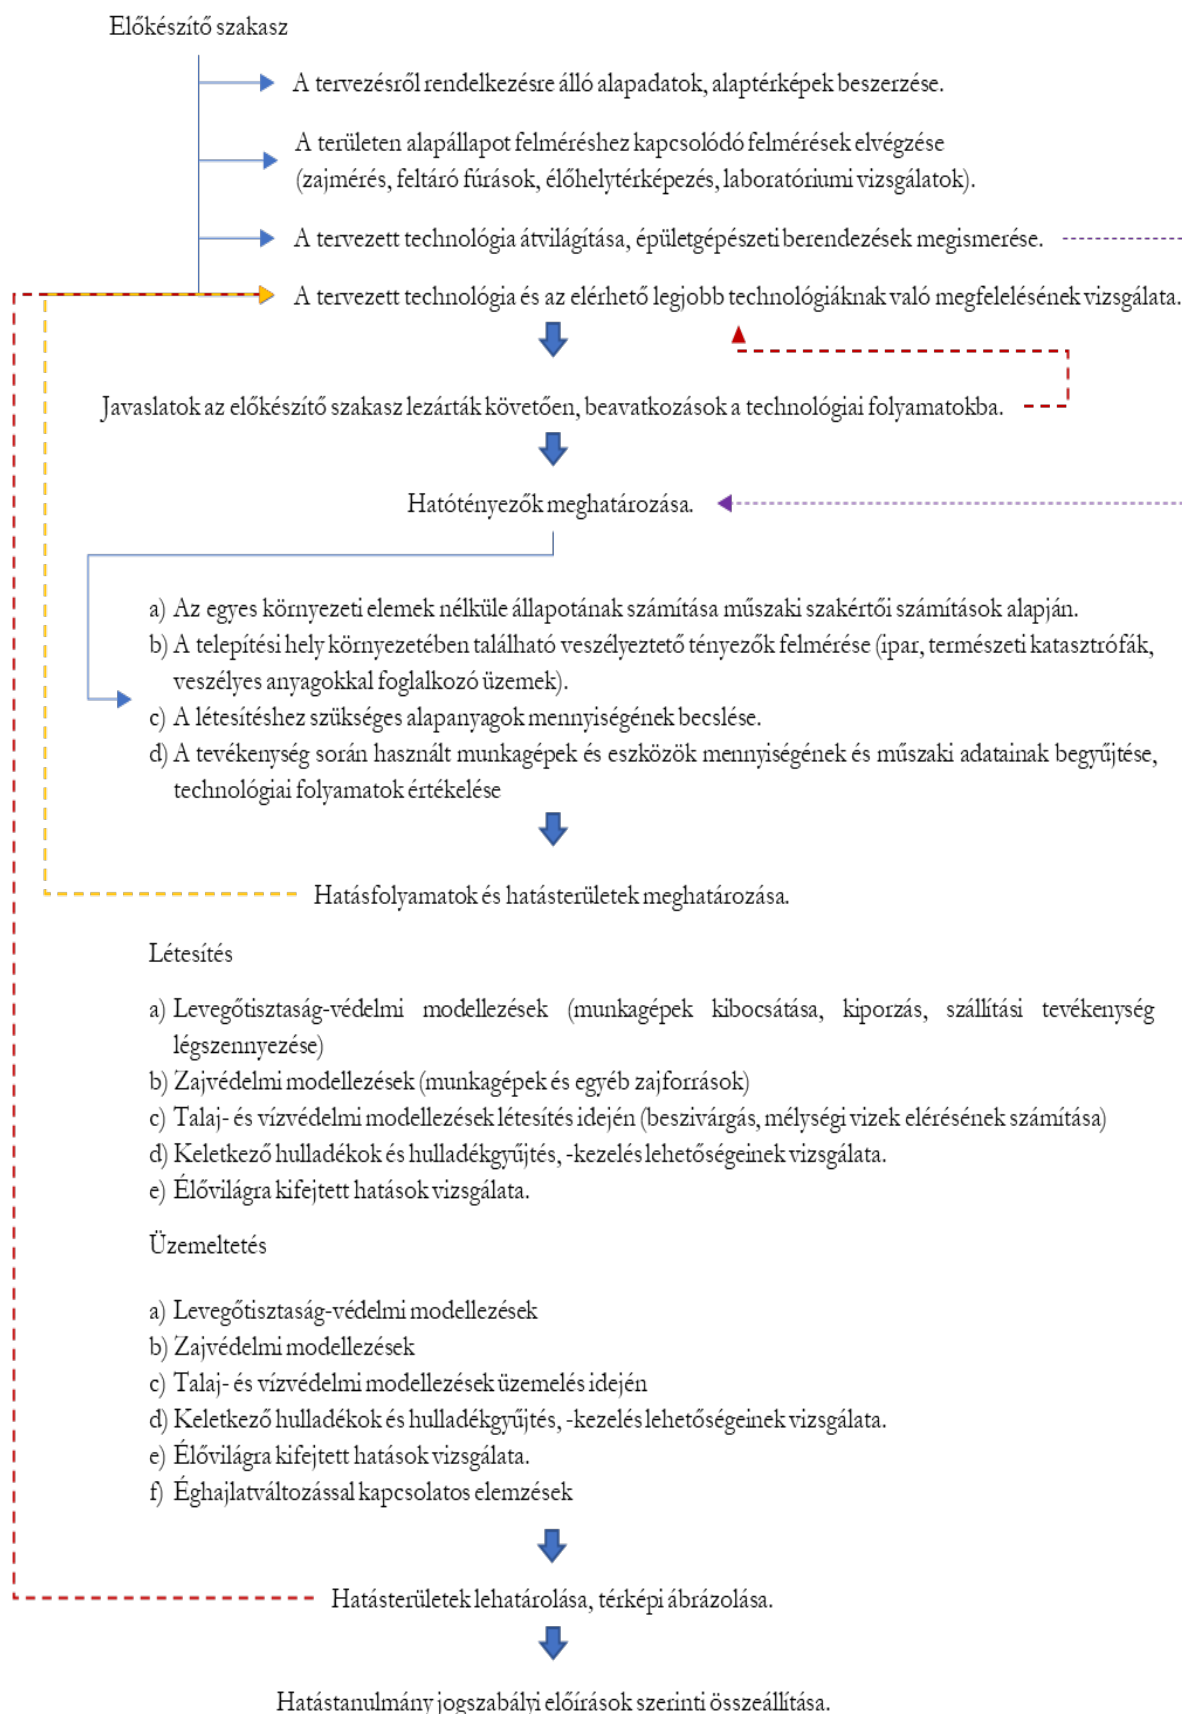 Előkészítő szakasz
A tervezésről rendelkezésre álló alapadatok, alaptérképek beszerzése.
A területen alapállapot felméréshez kapcsolódó felmérések elvégzése
(zajmérés, feltáró fúrások, élőhelytérképezés, laboratóriumi vizsgálatok).
A tervezett technológia átvilágítása, épületgépészeti berendezések megismerése.
A tervezett technológia és az elérhető legjobb technológiáknak való megfelelésének vizsgálata.
Javaslatok az előkészítő szakasz lezárták követően, beavatkozások a technológiai folyamatokba.
Hatótényezők meghatározása.
a) Az egyes környezeti elemek nélküle állapotának számítása műszaki szakértői számítások alapján.
b) A telepítési hely környezetében található veszélyeztető tényezők felmérése (ipar, természeti katasztrófák,
veszélyes anyagokkal foglalkozó üzemek).
c) A létesítéshez szükséges alapanyagok mennyiségének becslése.
d) A tevékenység során használt munkagépek és eszközök mennyiségének és műszaki adatainak begyűjtése,
technológiai folyamatok értékelése
Hatásfolyamatok és hatásterületek meghatározása.
Létesítés
a) Levegőtisztaság-védelmi modellezések (munkagépek kibocsátása, kiporzás, szállítási tevékenység
légszennyezése)
b) Zajvédelmi modellezések (munkagépek és egyéb zajforrások)
c) Talaj- és vízvédelmi modellezések létesítés idején (beszivárgás, mélységi vizek elérésének számítása)
d) Keletkező hulladékok és hulladékgyűjtés, -kezelés lehetőségeinek vizsgálata.
e) Élővilágra kifejtett hatások vizsgálata.
Üzemeltetés
a) Levegőtisztaság-védelmi modellezések
b) Zajvédelmi modellezések
c) Talaj- és vízvédelmi modellezések üzemelés idején
d) Keletkező hulladékok és hulladékgyűjtés, -kezelés lehetőségeinek vizsgálata.
e) Élővilágra kifejtett hatások vizsgálata.
f) Éghajlatváltozással kapcsolatos elemzések
Hatásterületek lehatárolása, térképi ábrázolása.
Hatástanulmány jogszabályi előírások szerinti összeállítása.